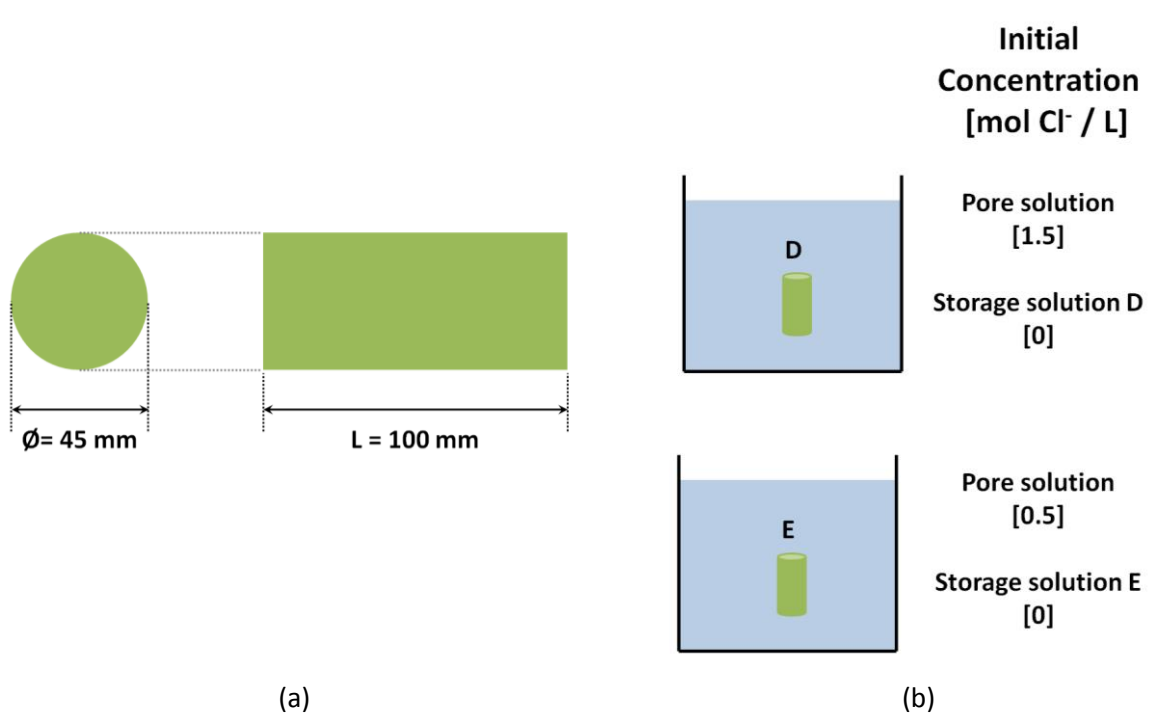 Initial
Concentration
[mol Cl⁻ / L]
Pore solution
[1.5]
D
Storage solution D
[0]
Ø= 45 mm
L = 100 mm
Pore solution
[0.5]
E
Storage solution E
[0]
(a)
(b)